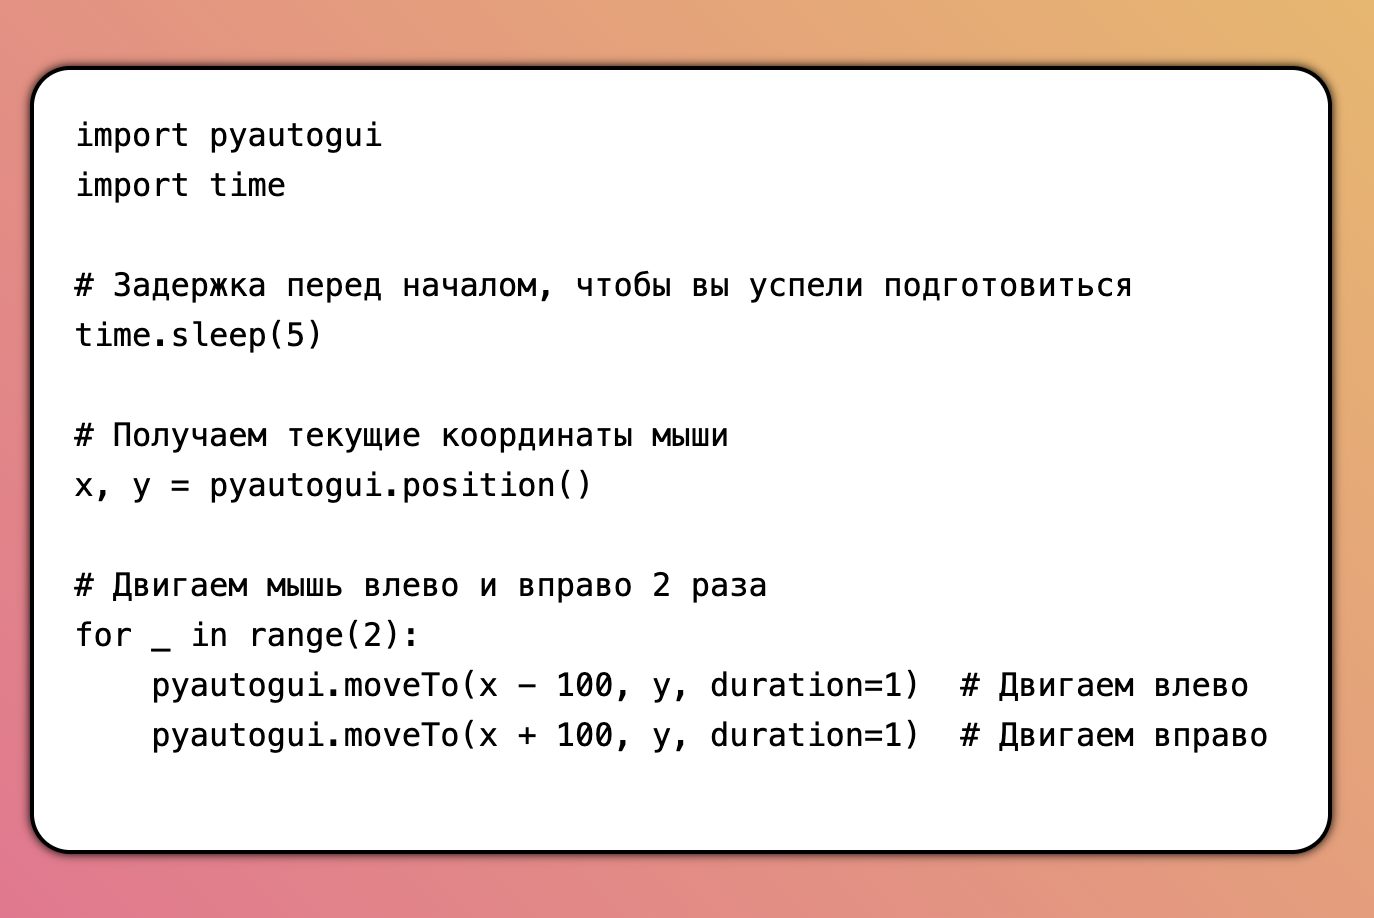 import pyautogui
import time
# Задержка перед началом, чтобы вы успели подготовиться
time.sleep(5)
# Получаем текущие координаты мыши
x, y = pyautogui.position()
# Двигаем мышь влево и вправо 2 раза
for _ in range(2):
    pyautogui.moveTo(x - 100, y, duration=1)  # Двигаем влево
    pyautogui.moveTo(x + 100, y, duration=1)  # Двигаем вправо